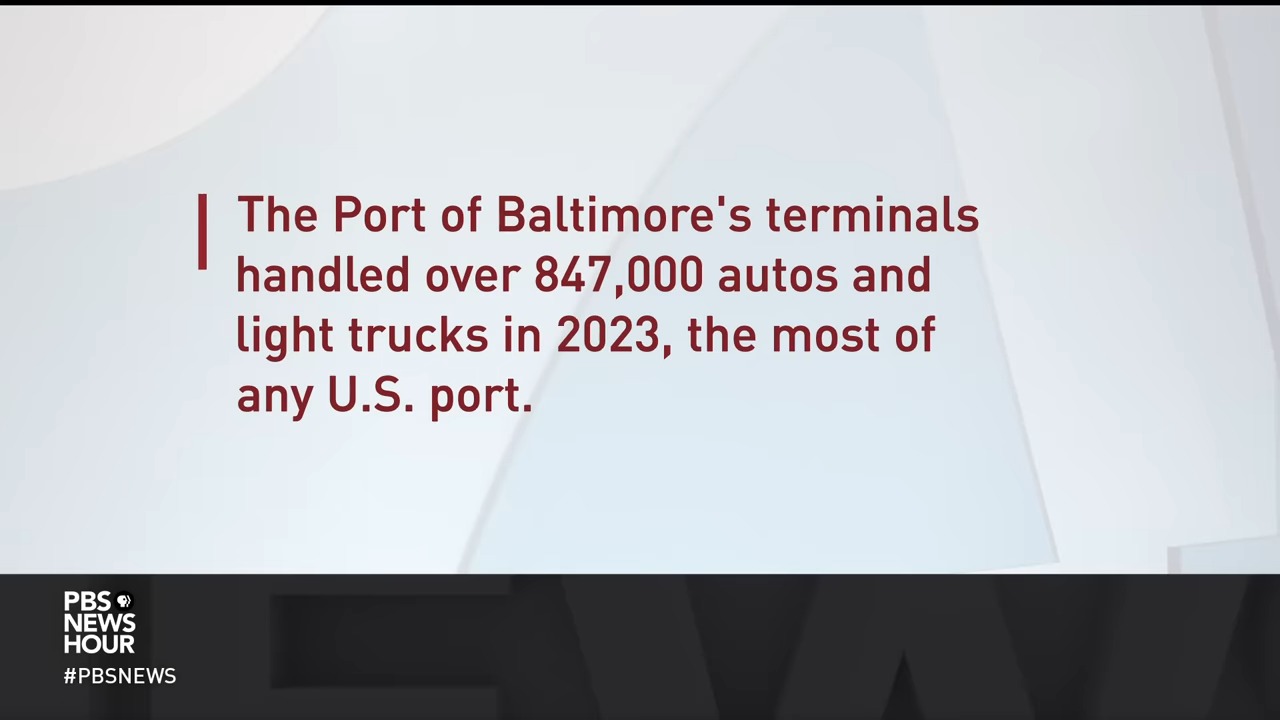 The Port of Baltimore's terminals
handled over 847,000 autos and
light trucks in 2023, the most of
any U.S. port.
PBS
NEWS
HOUR
#PBSNEWS